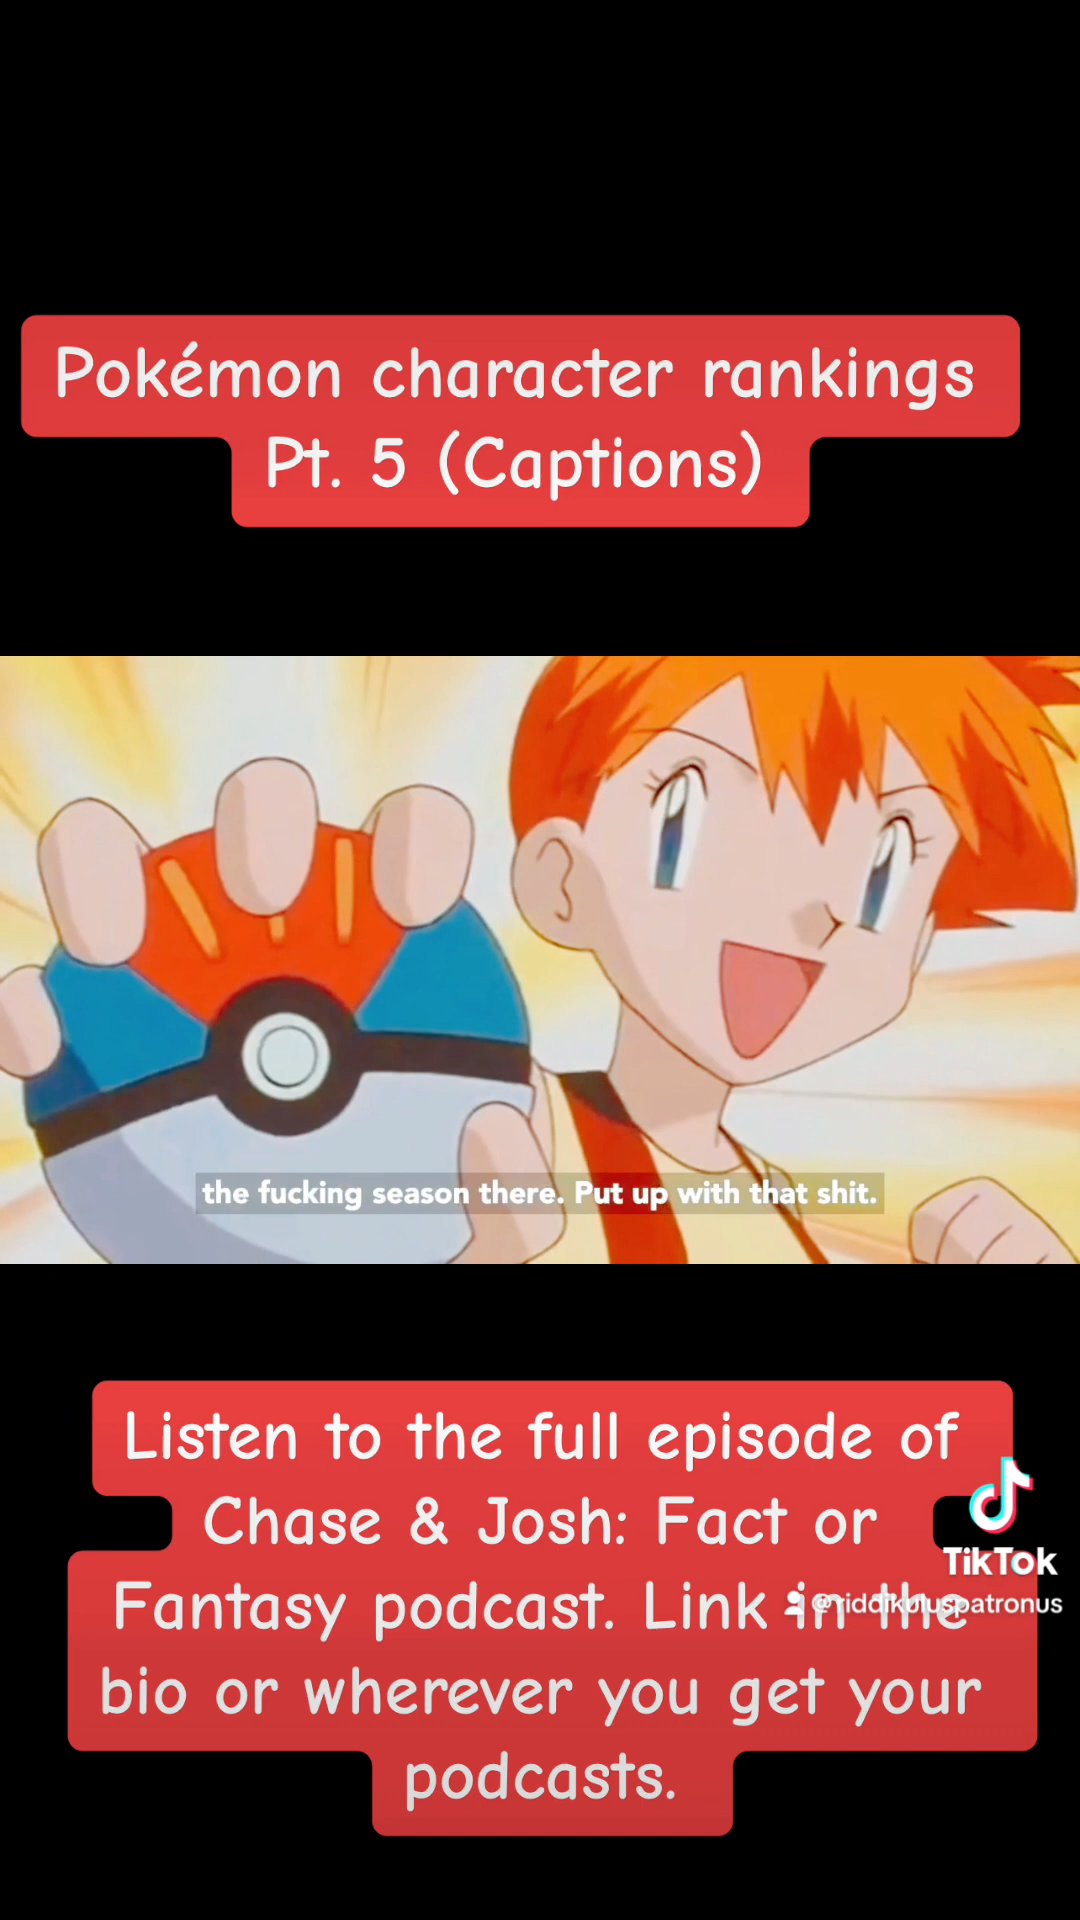 Pokémon character rankings
Pt. 5 (Captions)
the fucking season there. Put up with that shit.
Listen to the full episode of
Chase & Josh: Fact or
Fantasy podcast. Link in the
bio or wherever you get your
podcasts.
TikTok
@riddikuluspatronus